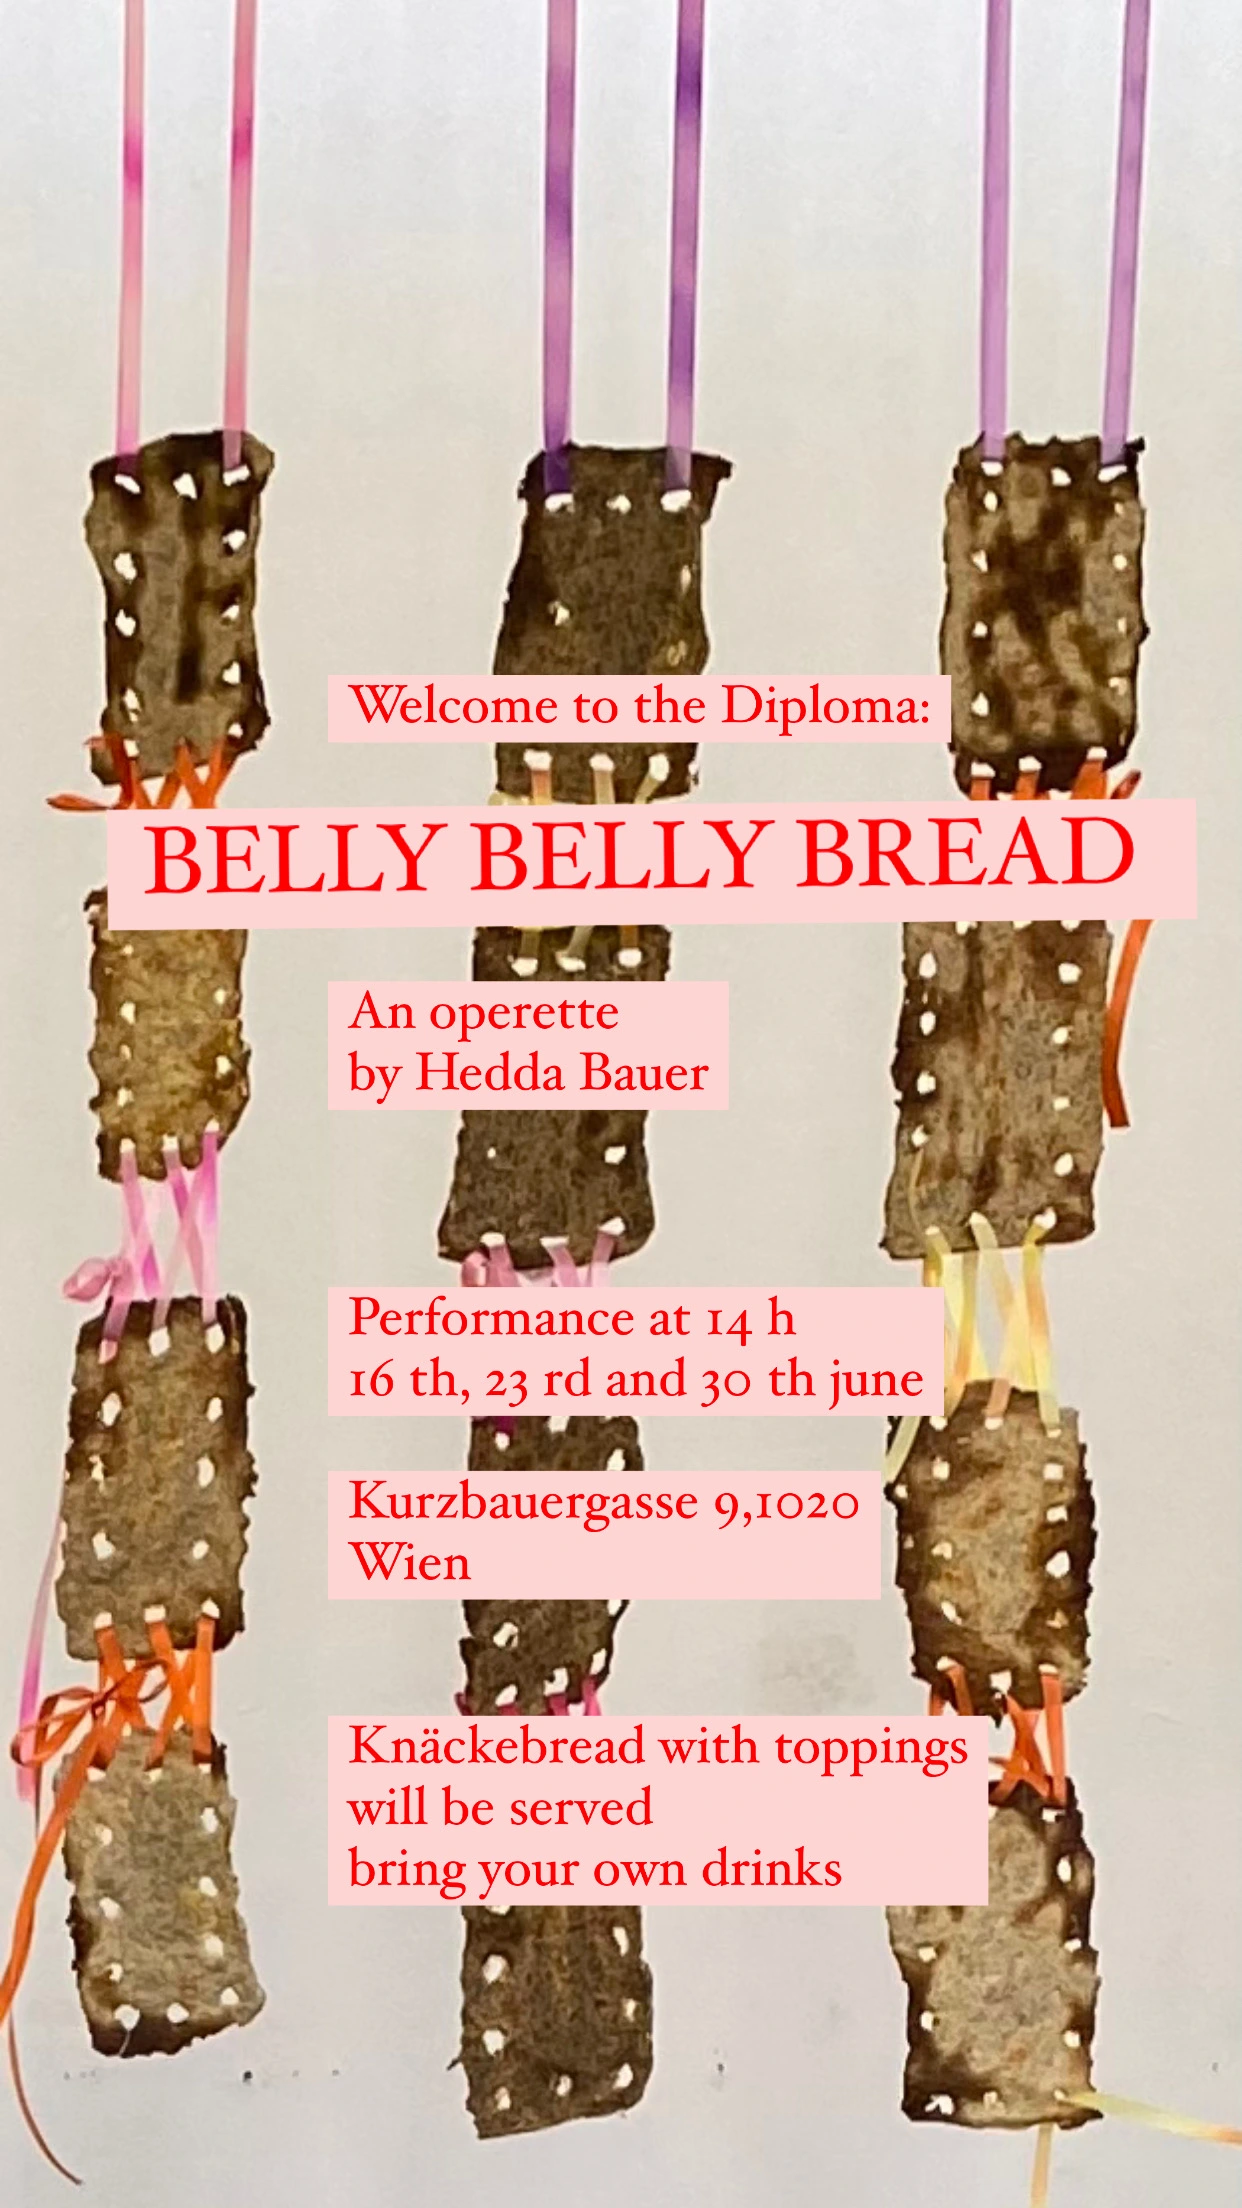 Welcome to the Diploma:
BELLY BELLY BREAD
An operette
by Hedda Bauer
Performance at 14 h
16 th, 23 rd and 30 th june
Kurzbauergasse 9,1020
Wien
Knäckebread with toppings
will be served
bring your own drinks